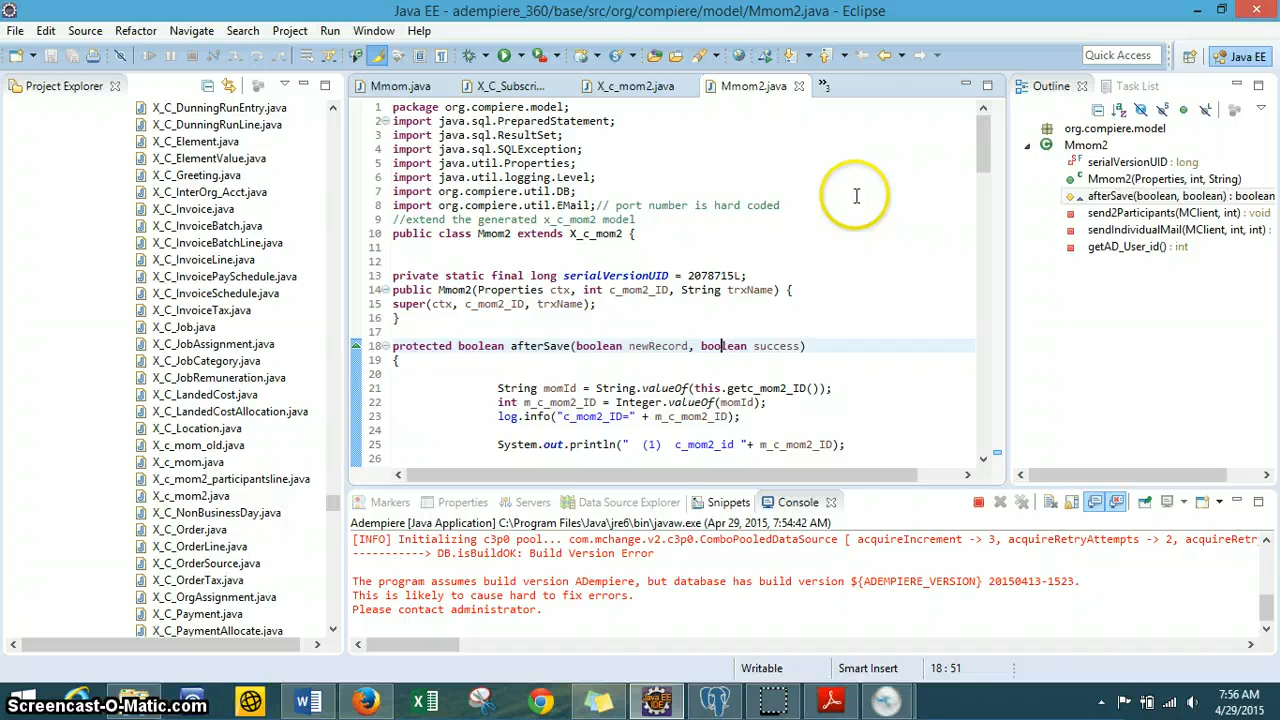 Java EE - adempiere_360/base/src/org/compiere/model/Mmom2.java - Eclipse
File Edit Source Refactor Navigate Search Project Run Window Help
Quick Access
Java EE
Project Explorer
X_C_DunningRunEntry.java
X_C_DunningRunLine.java
X_C_Element.java
X_C_ElementValue.java
X_C_Greeting.java
X_C_InterOrg_Acct.java
X_C_Invoice.java
X_C_InvoiceBatch.java
X_C_InvoiceBatchLine.java
X_C_InvoiceLine.java
X_C_InvoicePaySchedule.java
X_C_InvoiceSchedule.java
X_C_InvoiceTax.java
X_C_Job.java
X_C_JobAssignment.java
X_C_JobCategory.java
X_C_JobRemuneration.java
X_C_LandedCost.java
X_C_LandedCostAllocation.java
X_C_Location.java
X_c_mom_old.java
X_c_mom.java
X_c_mom2_participantsline.java
X_c_mom2.java
X_C_NonBusinessDay.java
X_C_Order.java
X_C_OrderLine.java
X_C_OrderSource.java
X_C_OrderTax.java
X_C_OrgAssignment.java
X_C_Payment.java
X_C_PaymentAllocate.java
Mmom.java
X_C_Subscri...
X_c_mom2.java
Mmom2.java
1 package org.compiere.model;
2 import java.sql.PreparedStatement;
3 import java.sql.ResultSet;
4 import java.sql.SQLException;
5 import java.util.Properties;
6 import java.util.logging.Level;
7 import org.compiere.util.DB;
8 import org.compiere.util.EMail;// port number is hard coded
9 //extend the generated x_c_mom2 model
10 public class Mmom2 extends X_c_mom2 {
11
12
13 private static final long serialVersionUID = 2078715L;
14 public Mmom2(Properties ctx, int c_mom2_ID, String trxName) {
15 super(ctx, c_mom2_ID, trxName);
16 }
17
18 protected boolean afterSave(boolean newRecord, boolean success)
19 {
20
21 String momId = String.valueOf(this.getc_mom2_ID());
22 int m_c_mom2_ID = Integer.valueOf(momId);
23 log.info("c_mom2_ID=" + m_c_mom2_ID);
24
25 System.out.println(" (1) c_mom2_id "+ m_c_mom2_ID);
26
Outline
Task List
org.compiere.model
Mmom2
serialVersionUID : long
Mmom2(Properties, int, String)
afterSave(boolean, boolean) : boolean
send2Participants(MClient, int) : void
sendIndividualMail(MClient, int, int) :
getAD_User_id() : int
Markers
Properties
Servers
Data Source Explorer
Snippets
Console
Adempiere [Java Application] C:\Program Files\Java\jre6\bin\javaw.exe (Apr 29, 2015, 7:54:42 AM)
[INFO] Initializing c3p0 pool... com.mchange.v2.c3p0.ComboPooledDataSource [ acquireIncrement -> 3, acquireRetryAttempts -> 2, acquireRetry
-----------> DB.isBuildOK: Build Version Error
The program assumes build version ADempiere, but database has build version ${ADEMPIERE_VERSION} 20150413-1523.
This is likely to cause hard to fix errors.
Please contact administrator.
Writable
Smart Insert
18 : 51
Screencast-O-Matic.com
7:56 AM
4/29/2015